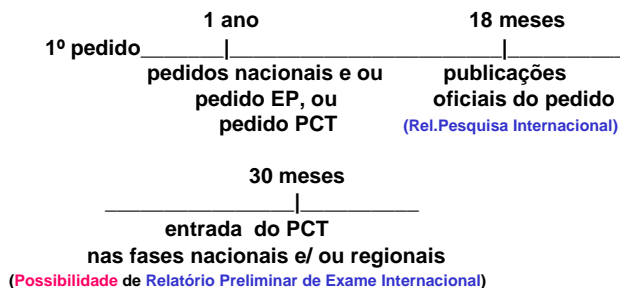 1 ano 18 meses
1º pedido_______|_______________________|__________
pedidos nacionais e ou publicações
pedido EP, ou oficiais do pedido
pedido PCT (Rel.Pesquisa Internacional)
30 meses
________________|__________
entrada do PCT
nas fases nacionais e/ ou regionais
(Possibilidade de Relatório Preliminar de Exame Internacional)